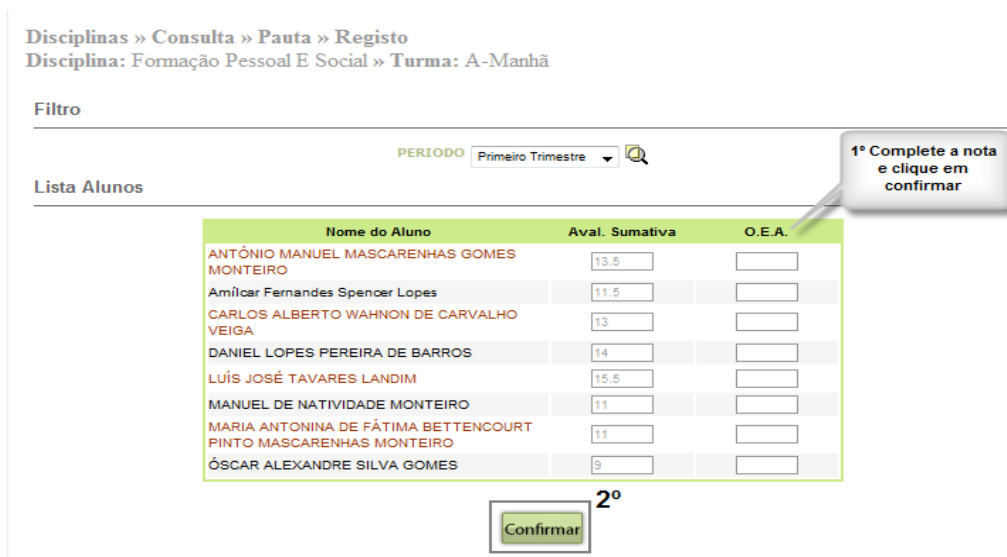 Disciplinas » Consulta » Pauta » Registo
Disciplina: Formação Pessoal E Social » Turma: A-Manhã
Filtro
PERIODO Primeiro Trimestre
1º Complete a nota
e clique em
confirmar
Lista Alunos
Nome do Aluno Aval. Sumativa O.E.A.
ANTÓNIO MANUEL MASCARENHAS GOMES
MONTEIRO
13.5
Amílcar Fernandes Spencer Lopes 11.5
CARLOS ALBERTO WAHNON DE CARVALHO
VEIGA
13
DANIEL LOPES PEREIRA DE BARROS 14
LUÍS JOSÉ TAVARES LANDIM 15.5
MANUEL DE NATIVIDADE MONTEIRO 11
MARIA ANTONINA DE FÁTIMA BETTENCOURT
PINTO MASCARENHAS MONTEIRO
11
ÓSCAR ALEXANDRE SILVA GOMES 9
2º
Confirmar